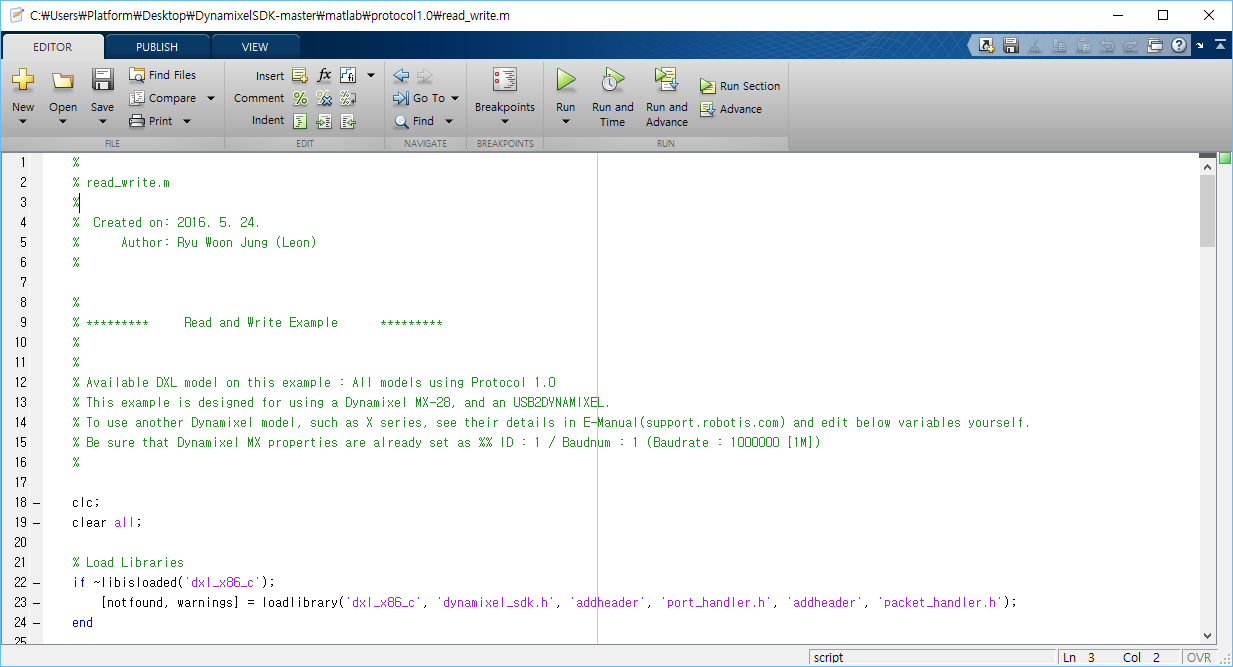 C:₩Users₩Platform₩Desktop₩DynamixelSDK-master₩matlab₩protocol1.0₩read_write.m
EDITOR PUBLISH VIEW
New Open Save Find Files Compare Print
Insert fx Comment Indent
Go To Find
Breakpoints
Run Run and Time Run and Advance Run Section Advance
FILE EDIT NAVIGATE BREAKPOINTS RUN
1 %
2 % read_write.m
3 %
4 %  Created on: 2016. 5. 24.
5 %      Author: Ryu Woon Jung (Leon)
6 %
7
8 %
9 % *********     Read and Write Example      *********
10 %
11 %
12 % Available DXL model on this example : All models using Protocol 1.0
13 % This example is designed for using a Dynamixel MX-28, and an USB2DYNAMIXEL.
14 % To use another Dynamixel model, such as X series, see their details in E-Manual(support.robotis.com) and edit below variables yourself.
15 % Be sure that Dynamixel MX properties are already set as %% ID : 1 / Baudnum : 1 (Baudrate : 1000000 [1M])
16 %
17
18 – clc;
19 – clear all;
20
21 % Load Libraries
22 – if ~libisloaded('dxl_x86_c');
23 –     [notfound, warnings] = loadlibrary('dxl_x86_c', 'dynamixel_sdk.h', 'addheader', 'port_handler.h', 'addheader', 'packet_handler.h');
24 – end
25
script Ln 3 Col 2 OVR